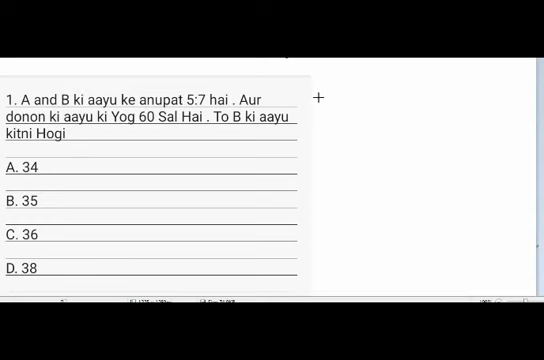 1. A and B ki aayu ke anupat 5:7 hai . Aur
donon ki aayu ki Yog 60 Sal Hai . To B ki aayu
kitni Hogi
A. 34
B. 35
C. 36
D. 38